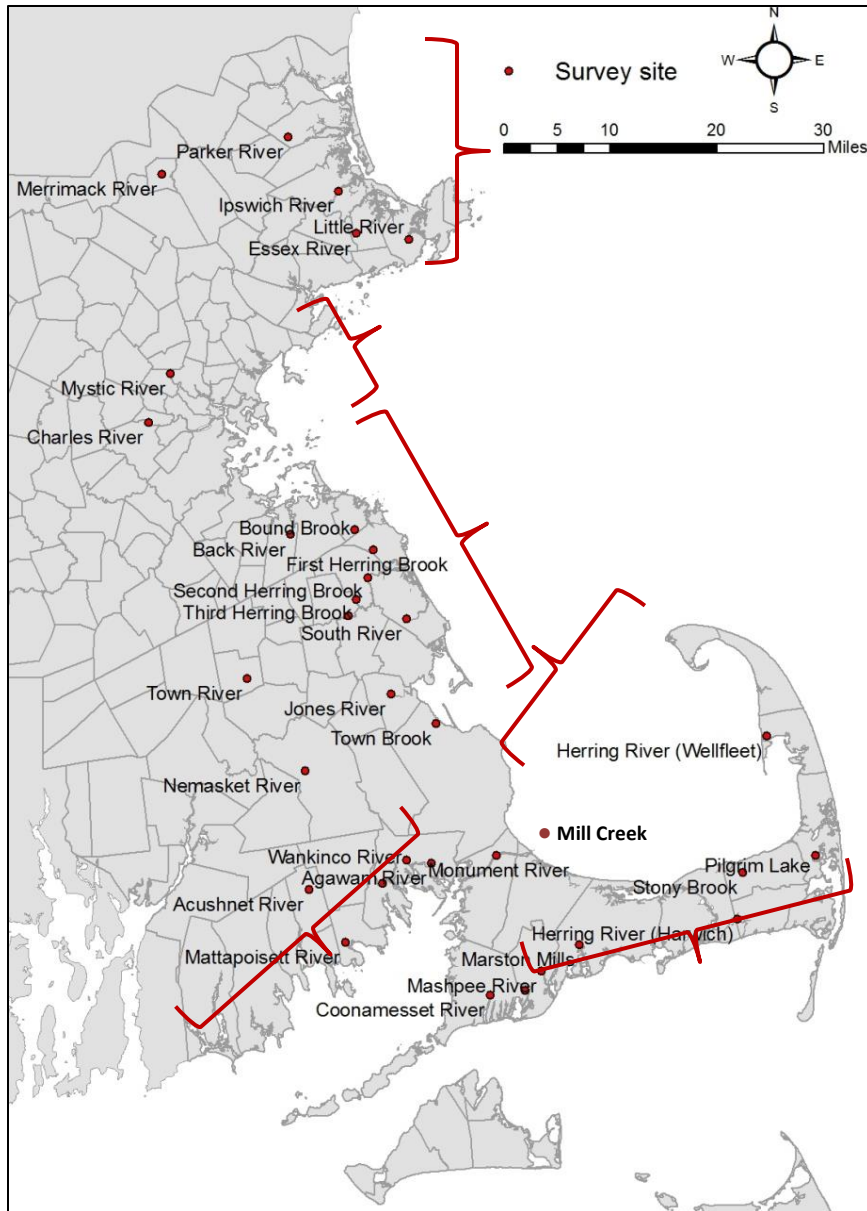 N
W E
S
Survey site
0 5 10 20 30
Miles
Parker River
Merrimack River
Ipswich River
Little River
Essex River
Mystic River
Charles River
Bound Brook
Back River
First Herring Brook
Second Herring Brook
Third Herring Brook
South River
Town River
Jones River
Town Brook
Herring River (Wellfleet)
Nemasket River
Mill Creek
Wankinco River
Monument River
Pilgrim Lake
Agawam River
Stony Brook
Acushnet River
Herring River (Harwich)
Mattapoisett River
Marston Mills
Mashpee River
Coonamesset River